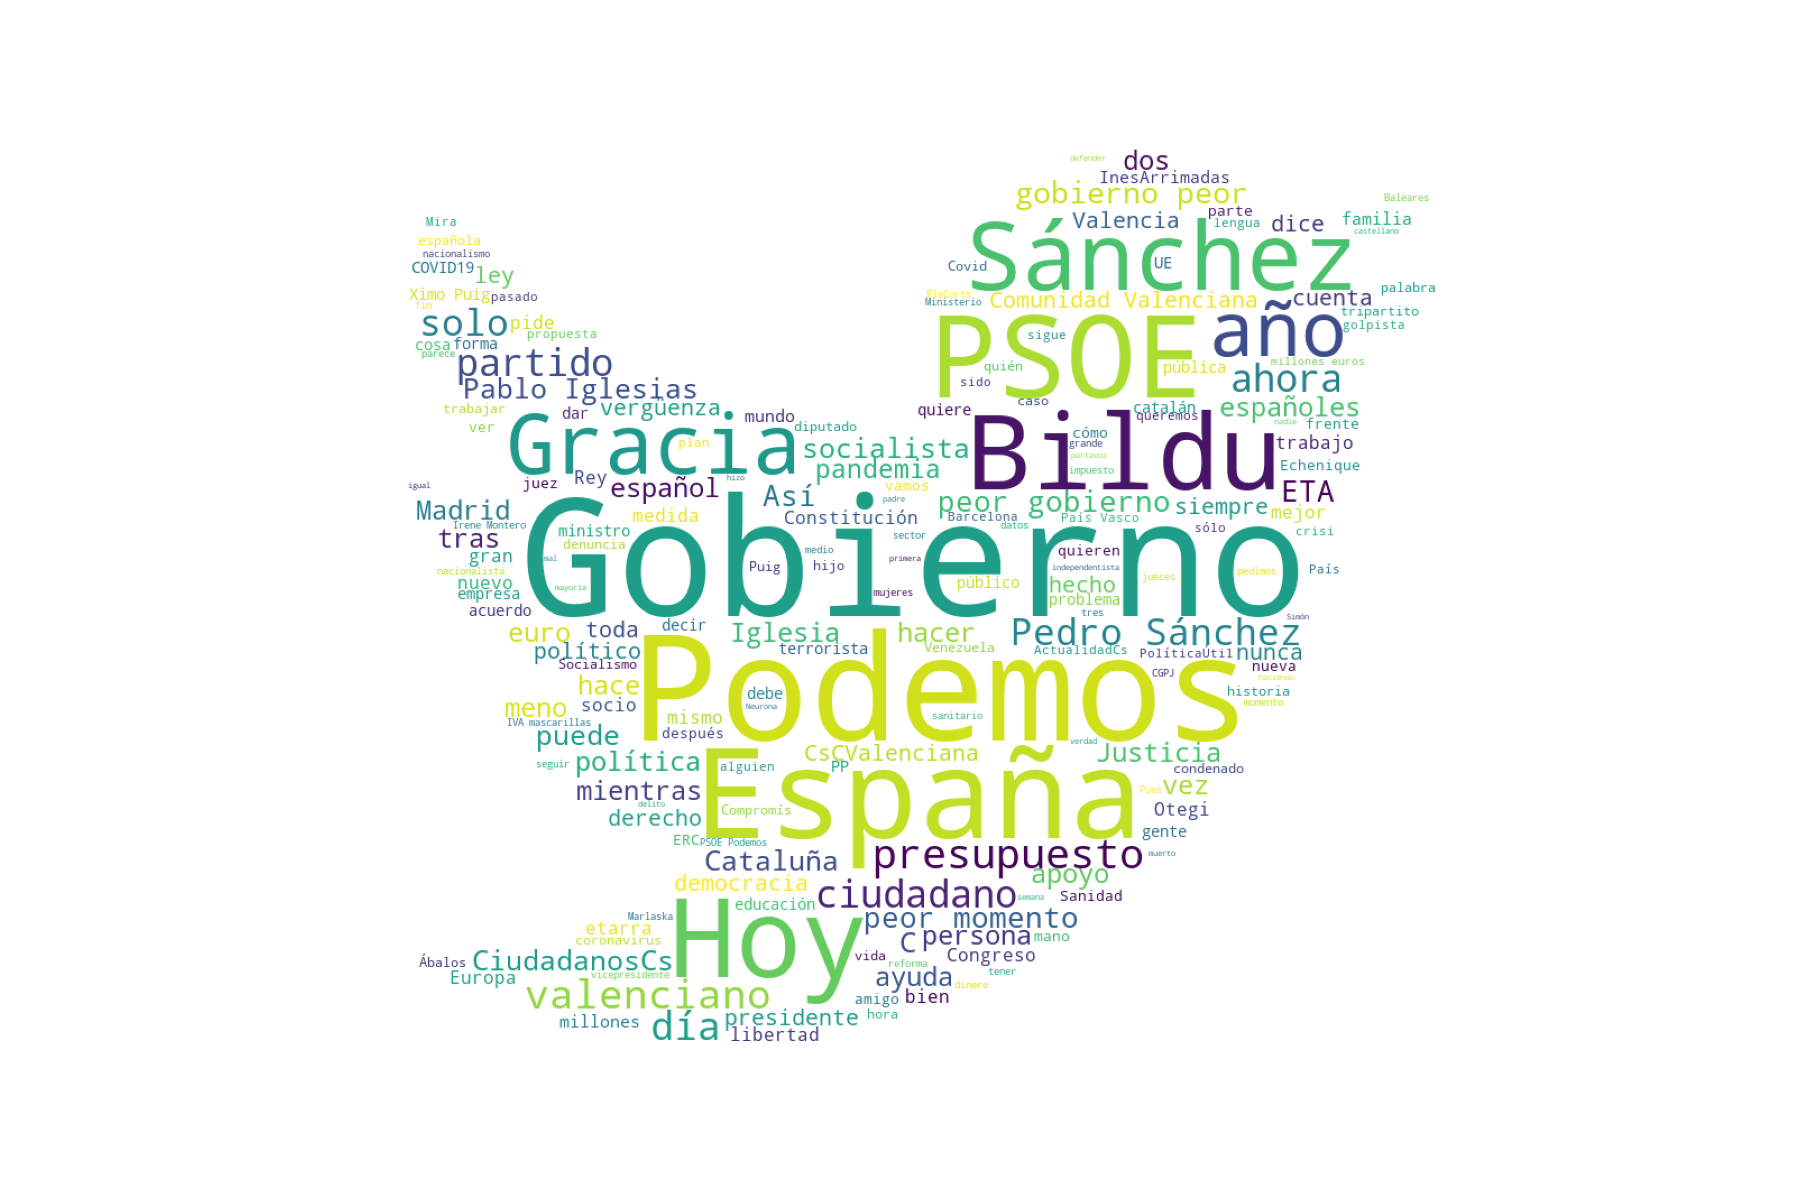 defender
dos
InesArrimadas
gobierno peor
Baleares
Mira
Valencia
parte
lengua
dice
familia
castellano
española
nacionalismo
COVID19
ley
Sánchez
Covid
UE
Ximo Puig
pasado
fin
PleCorts
Ministerio
Comunidad Valenciana
cuenta
palabra
solo
pide
propuesta
PSOE
año
tripartito
golpista
cosa
forma
parece
sigue
partido
quién
pública
millones euros
Pablo Iglesias
sido
ahora
trabajar
dar
vergüenza
mundo
quiere
caso
catalán
queremos
españoles
ver
Gracia
plan
diputado
Bildu
cómo
nadie
frente
grande
portavoz
impuesto
socialista
trabajo
pandemia
Echenique
igual
juez
Rey
hizo
español
vamos
Así
padre
peor gobierno
siempre
ETA
mejor
Madrid
Irene Montero
medida
Constitución
Barcelona
País Vasco
datos
sólo
crisi
tras
ministro
denuncia
Gobierno
sector
gran
mal
medio
primera
quieren
nacionalista
Puig
hijo
independentista
País
nuevo
mayoría
público
hecho
jueces
pedimos
empresa
mujeres
problema
acuerdo
tres
Simón
euro
toda
decir
Iglesia
hacer
Pedro Sánchez
político
terrorista
Venezuela
ActualidadCs
PolíticaÚtil
nunca
Socialismo
Podemos
CGPJ
nueva
haciendo
hace
debe
historia
meno
socio
Neurona
momento
IVA mascarillas
mismo
sanitario
puede
después
verdad
CsCValenciana
Justicia
seguir
política
alguien
PP
condenado
España
mientras
Pues
vez
delito
Compromís
Otegi
derecho
gente
ERC
PSOE Podemos
Cataluña
presupuesto
muerto
democracia
apoyo
ciudadano
Sanidad
semana
educación
Marlaska
Hoy
peor momento
etarra
coronavirus
C
persona
mano
Ábalos
CiudadanosCs
vida
Congreso
Europa
vicepresidente
reforma
tener
ayuda
dinero
valenciano
amigo
bien
millones
día
presidente
hora
libertad